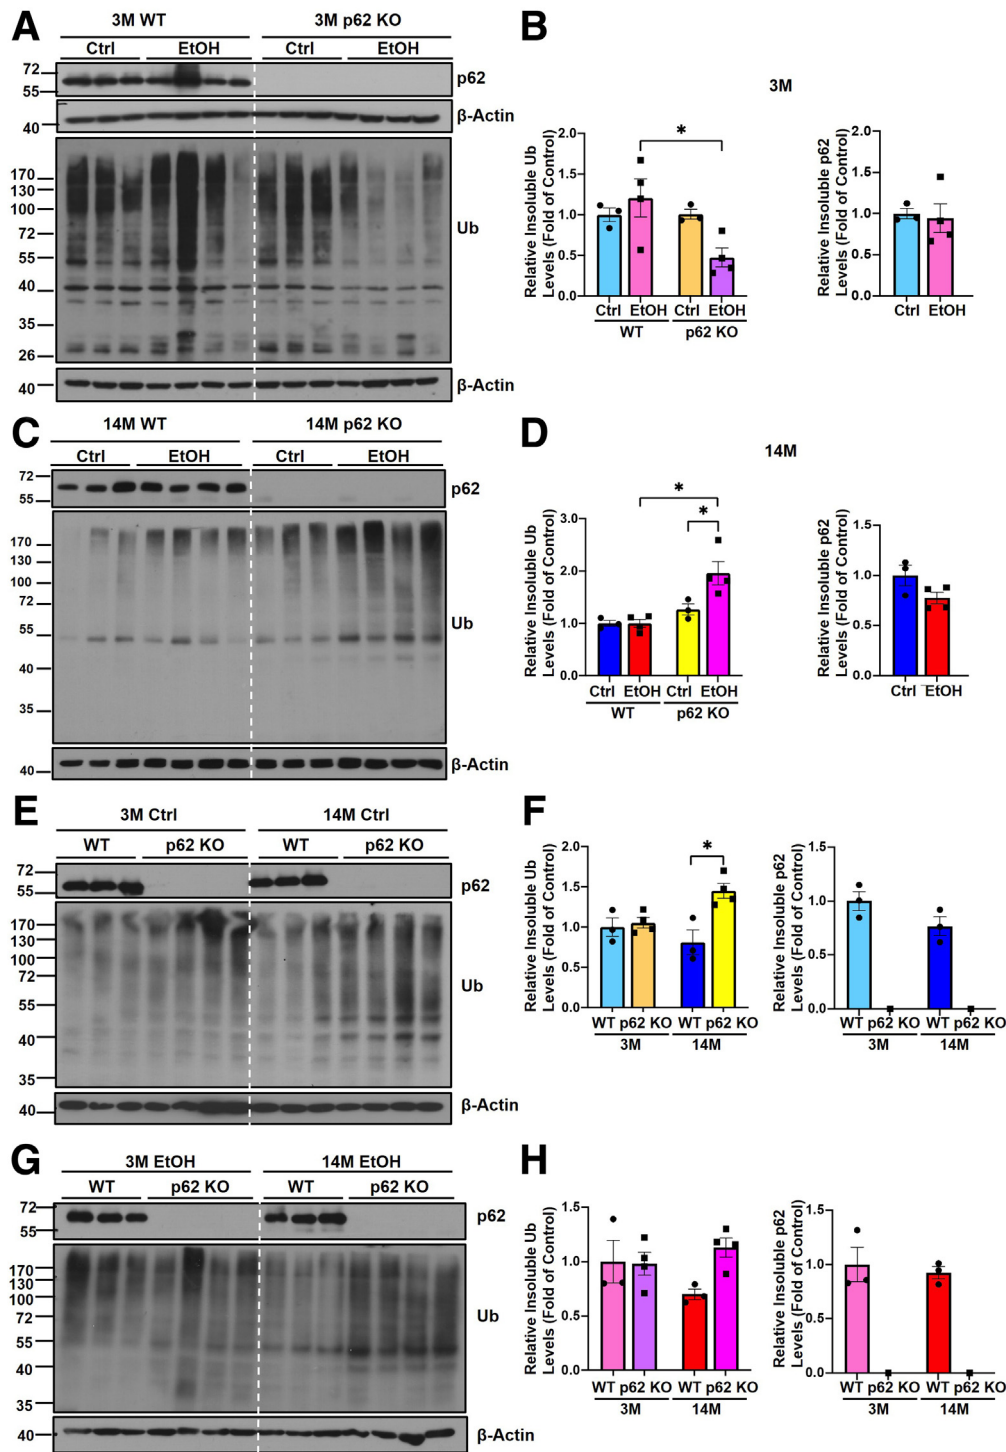 A
3M WT
3M p62 KO
Ctrl
EtOH
Ctrl
EtOH
72
55
p62
40
β-Actin
170
130
100
72
55
40
35
26
Ub
40
β-Actin
B
3M
Relative Insoluble Ub
Levels (Fold of Control)
2.0
1.5
1.0
0.5
0.0
*
Ctrl EtOH Ctrl EtOH
WT p62 KO
Relative Insoluble p62
Levels (Fold of Control)
2.0
1.5
1.0
0.5
0.0
Ctrl EtOH
C
14M WT
14M p62 KO
Ctrl
EtOH
Ctrl
EtOH
72
55
p62
170
130
100
72
55
40
35
Ub
40
β-Actin
D
14M
Relative Insoluble Ub
Levels (Fold of Control)
3.0
2.0
1.0
0.0
*
*
Ctrl EtOH Ctrl EtOH
WT p62 KO
Relative Insoluble p62
Levels (Fold of Control)
1.5
1.0
0.5
0.0
Ctrl EtOH
E
3M Ctrl
14M Ctrl
WT
p62 KO
WT
p62 KO
72
55
p62
170
130
100
72
55
40
35
Ub
40
β-Actin
F
Relative Insoluble Ub
Levels (Fold of Control)
2.0
1.5
1.0
0.5
0.0
*
WT p62 KO WT p62 KO
3M 14M
Relative Insoluble p62
Levels (Fold of Control)
1.5
1.0
0.5
0.0
WT p62 KO WT p62 KO
3M 14M
G
3M EtOH
14M EtOH
WT
p62 KO
WT
p62 KO
72
55
p62
170
130
100
72
55
40
35
Ub
40
β-Actin
H
Relative Insoluble Ub
Levels (Fold of Control)
1.5
1.0
0.5
0.0
WT p62 KO WT p62 KO
3M 14M
Relative Insoluble p62
Levels (Fold of Control)
1.5
1.0
0.5
0.0
WT p62 KO WT p62 KO
3M 14M